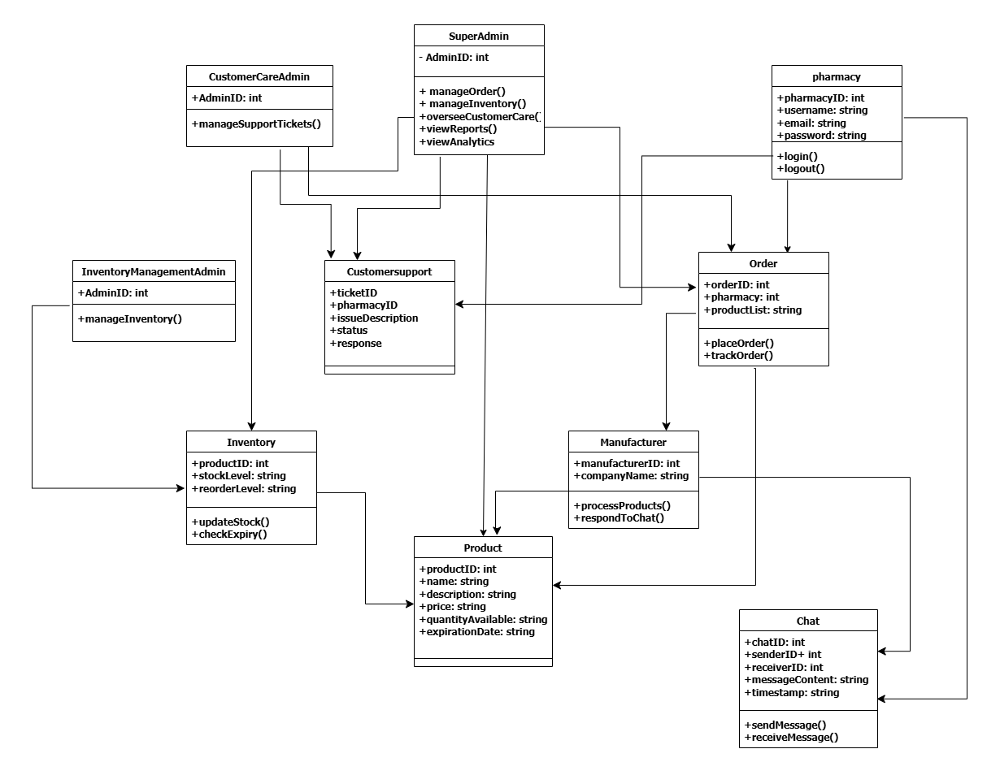 SuperAdmin
- AdminID: int
+ manageOrder()
+ manageInventory()
+overseeCustomerCare()
+viewReports()
+viewAnalytics
CustomerCareAdmin
+AdminID: int
+manageSupportTickets()
pharmacy
+pharmacyID: int
+username: string
+email: string
+password: string
+login()
+logout()
InventoryManagementAdmin
+AdminID: int
+manageInventory()
Customersupport
+ticketID
+pharmacyID
+issueDescription
+status
+response
Order
+orderID: int
+pharmacy: int
+productList: string
+placeOrder()
+trackOrder()
Inventory
+productID: int
+stockLevel: string
+reorderLevel: string
+updateStock()
+checkExpiry()
Manufacturer
+manufacturerID: int
+companyName: string
+processProducts()
+respondToChat()
Product
+productID: int
+name: string
+description: string
+price: string
+quantityAvailable: string
+expirationDate: string
Chat
+chatID: int
+senderID+ int
+receiverID: int
+messageContent: string
+timestamp: string
+sendMessage()
+receiveMessage()